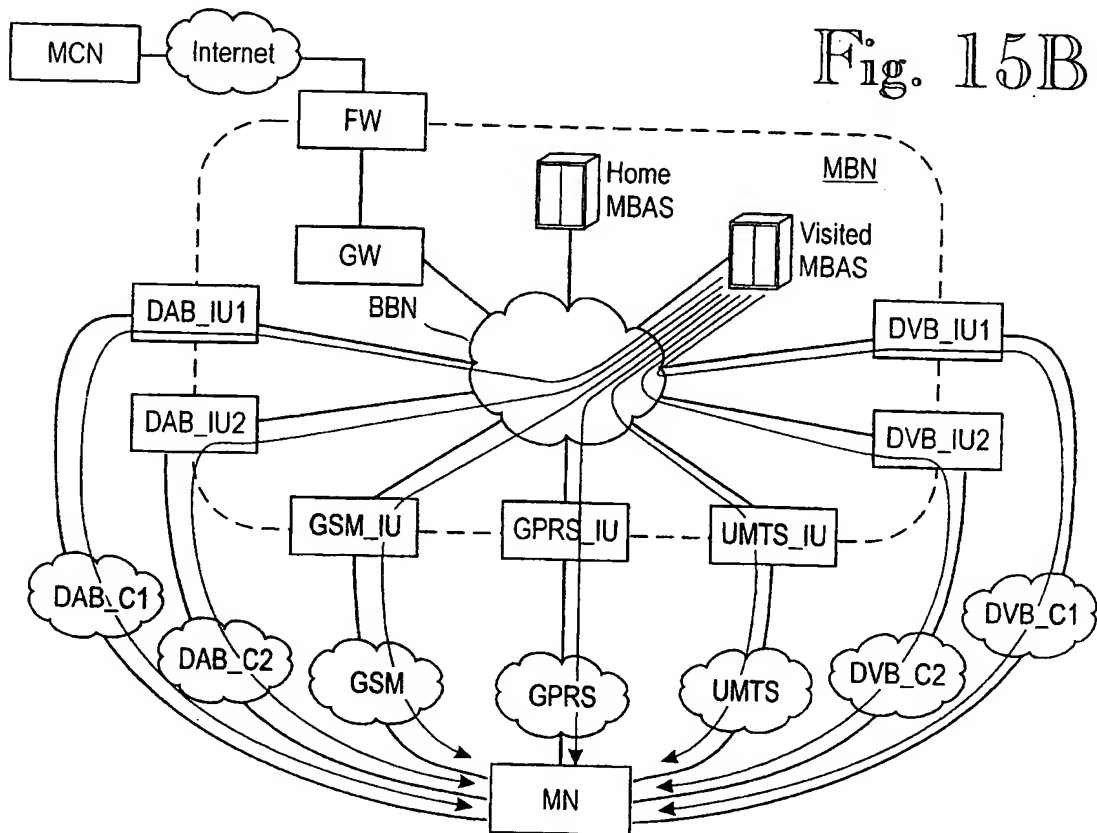 Fig. 15B
MCN
Internet
FW
MBN
Home
MBAS
Visited
MBAS
GW
BBN
DAB_IU1
DVB_IU1
DAB_IU2
DVB_IU2
GSM_IU
GPRS_IU
UMTS_IU
DAB_C1
DVB_C1
DAB_C2
GSM
GPRS
UMTS
DVB_C2
MN